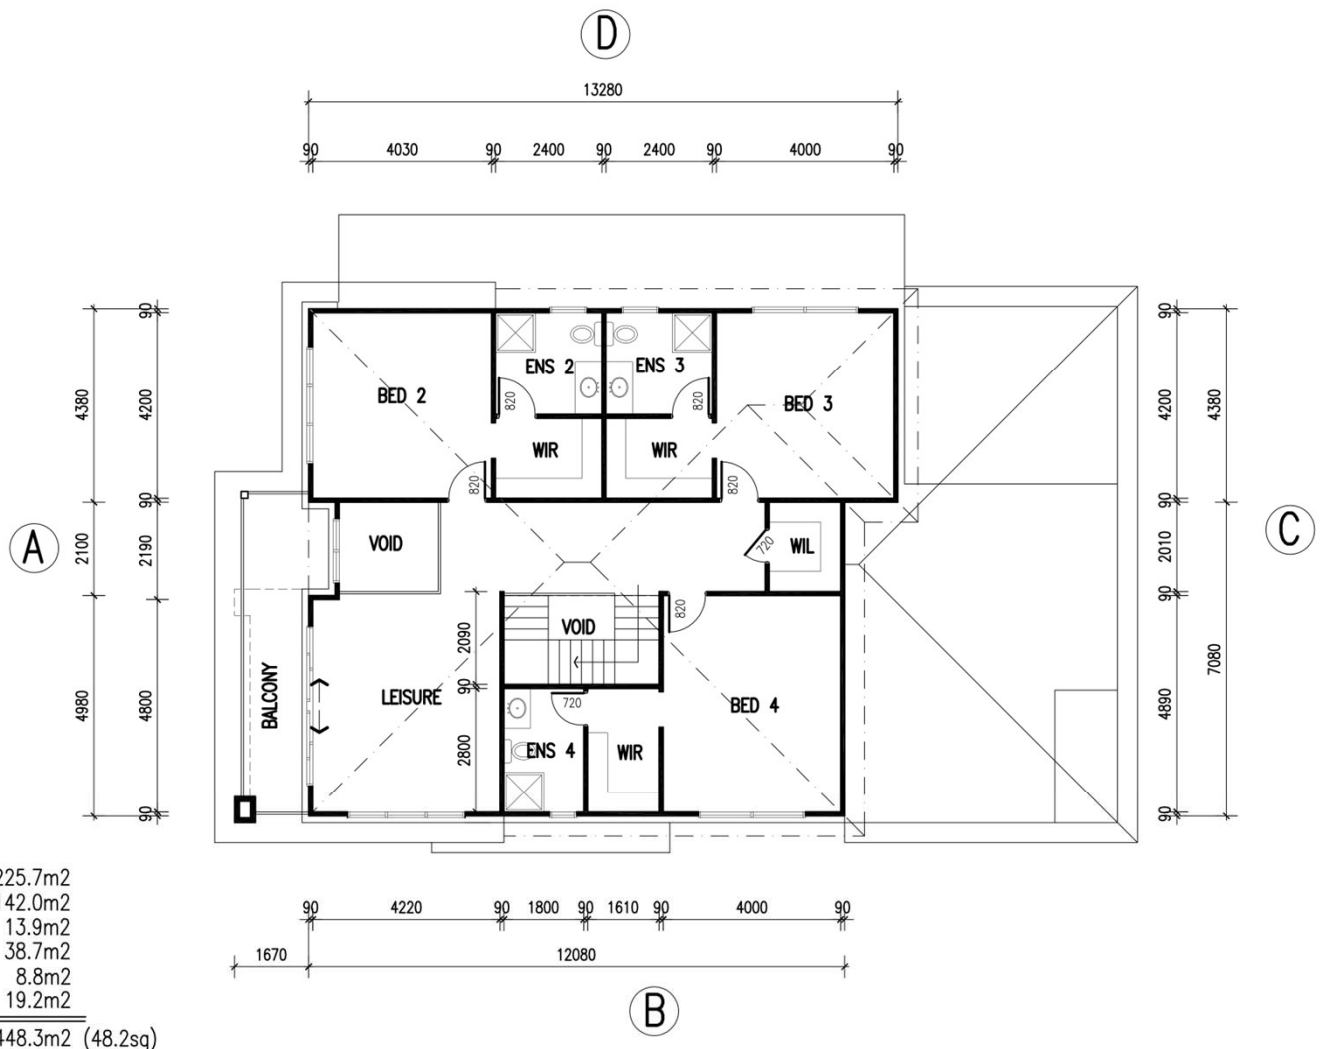 D
13280
90 4030 90 2400 90 2400 90 4000 90
BED 2
ENS 2
ENS 3
BED 3
820
820
WIR
WIR
820
820
VOID
720
WIL
820
VOID
LEISURE
BALCONY
720
BED 4
ENS 4
WIR
2090
90
2800
A
4380
2100
4980
90
4200
90
2190
4800
90
90
4200
90
2010
90
4890
90
4380
7080
C
90 4220 90 1800 90 1610 90 4000 90
1670 12080
B
225.7m2
142.0m2
13.9m2
38.7m2
8.8m2
19.2m2
448.3m2 (48.2sq)